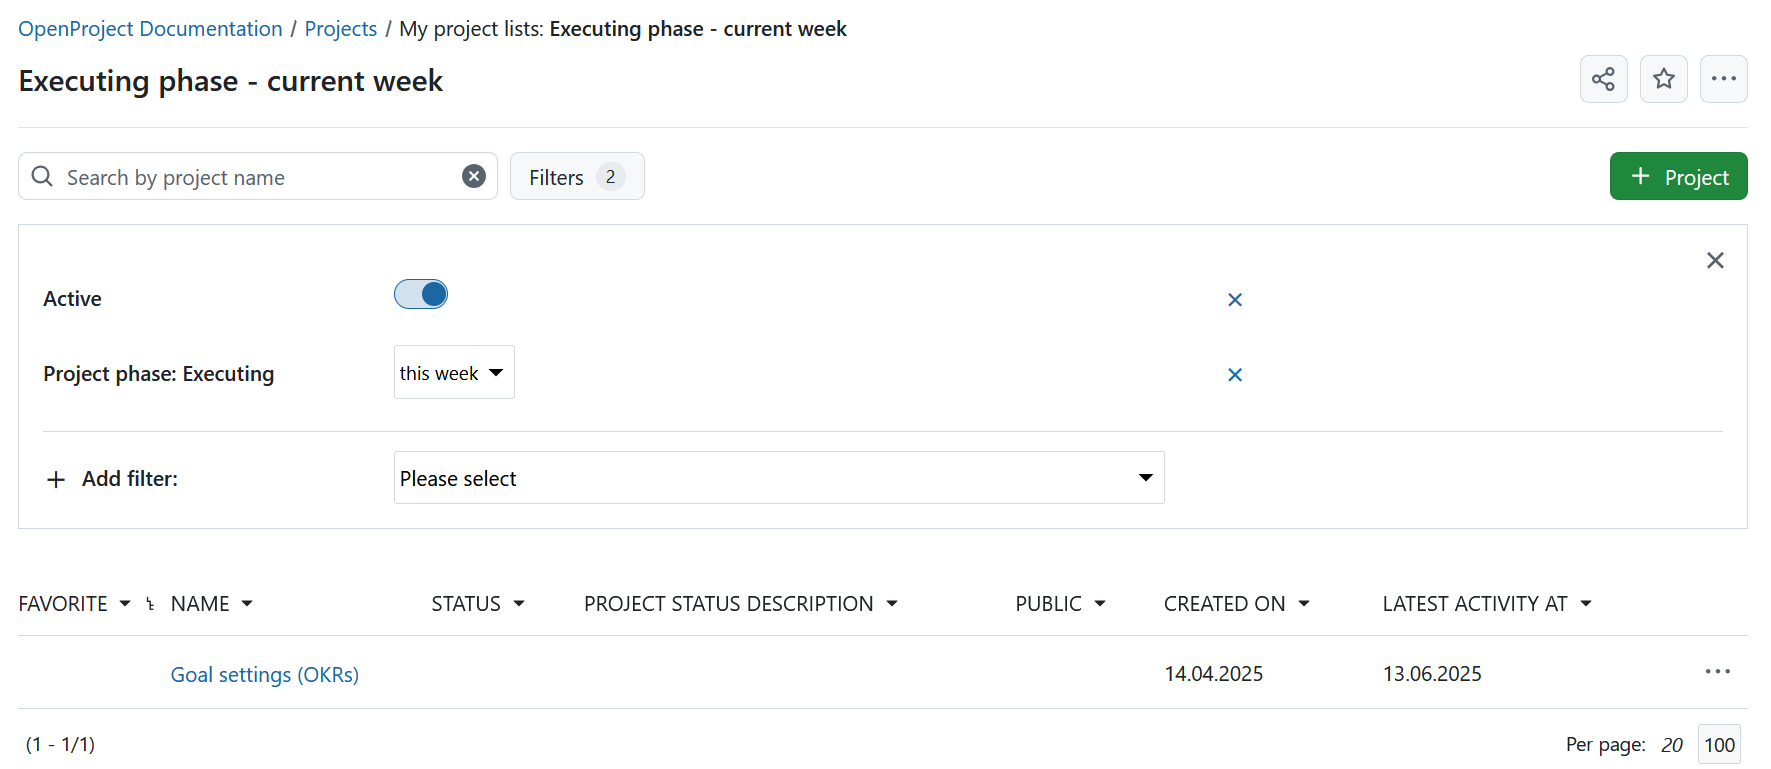 OpenProject Documentation / Projects / My project lists: Executing phase - current week
Executing phase - current week
Search by project name
Filters 2
+ Project
Active
Project phase: Executing this week
+ Add filter: Please select
FAVORITE NAME STATUS PROJECT STATUS DESCRIPTION PUBLIC CREATED ON LATEST ACTIVITY AT
Goal settings (OKRs) 14.04.2025 13.06.2025
(1 - 1/1) Per page: 20 100